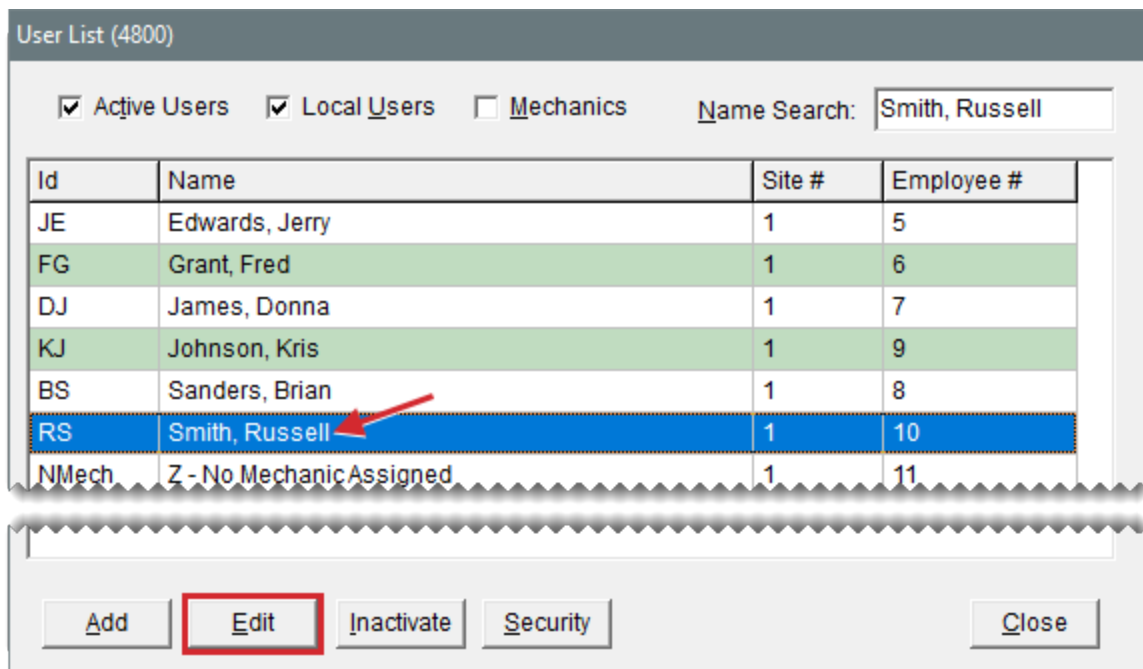 User List (4800)
Active Users Local Users Mechanics Name Search: Smith, Russell
Id Name Site # Employee #
JE Edwards, Jerry 1 5
FG Grant, Fred 1 6
DJ James, Donna 1 7
KJ Johnson, Kris 1 9
BS Sanders, Brian 1 8
RS Smith, Russell 1 10
NMech Z - No Mechanic Assigned 1 11
Add Edit Inactivate Security Close